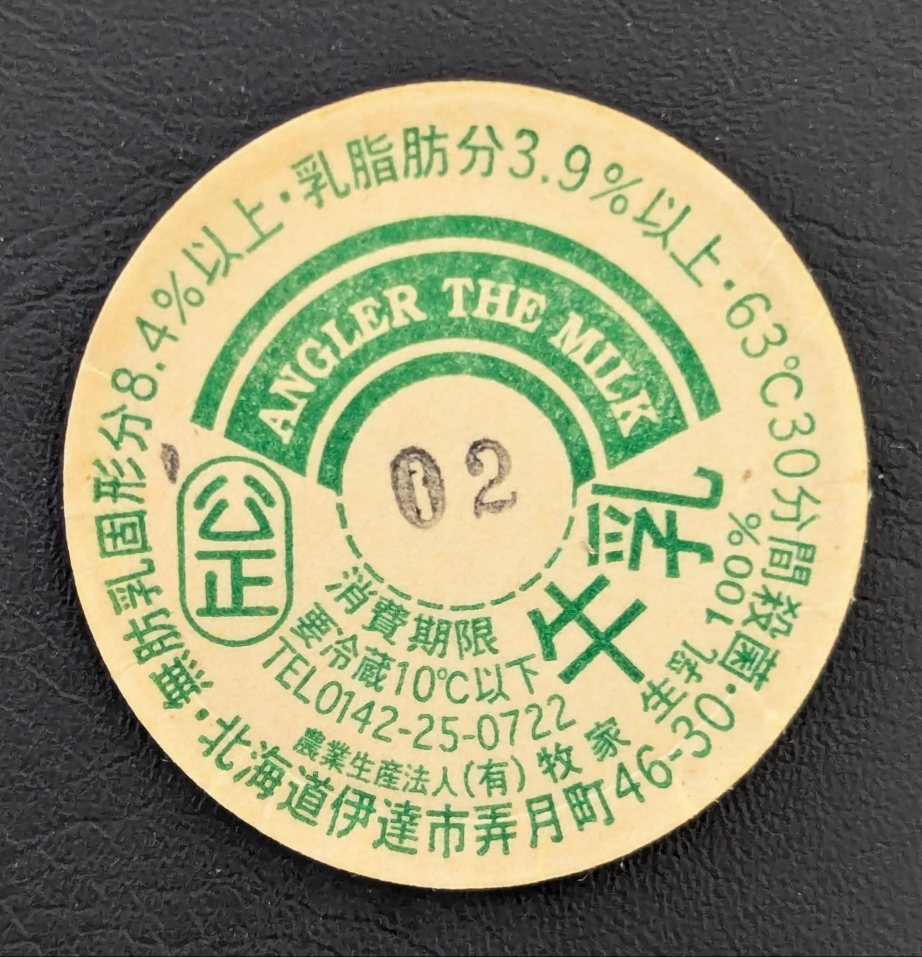 無脂乳固形分8.4%以上・乳脂肪分3.9%以上・63℃30分間殺菌・北海道伊達市弄月町46-30・
ANGLER THE MILK
02
公正
牛乳
消費期限
要冷蔵10℃以下
TEL0142-25-0722
生乳100%
農業生産法人(有)牧家